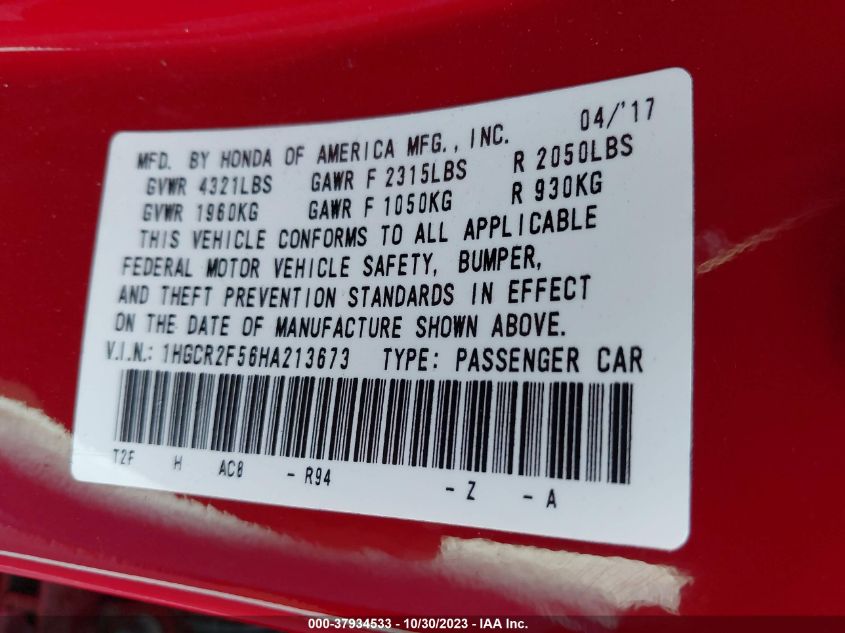 04/'17
MFD. BY HONDA OF AMERICA MFG., INC.
GVWR 4321LBS GAWR F 2315LBS R 2050LBS
GVWR 1960KG GAWR F 1050KG R 930KG
THIS VEHICLE CONFORMS TO ALL APPLICABLE
FEDERAL MOTOR VEHICLE SAFETY, BUMPER,
AND THEFT PREVENTION STANDARDS IN EFFECT
ON THE DATE OF MANUFACTURE SHOWN ABOVE.
V.I.N.: 1HGCR2F56HA213673 TYPE: PASSENGER CAR
T2F H AC8 - R94 - Z - A
000-37934533 - 10/30/2023 - IAA Inc.